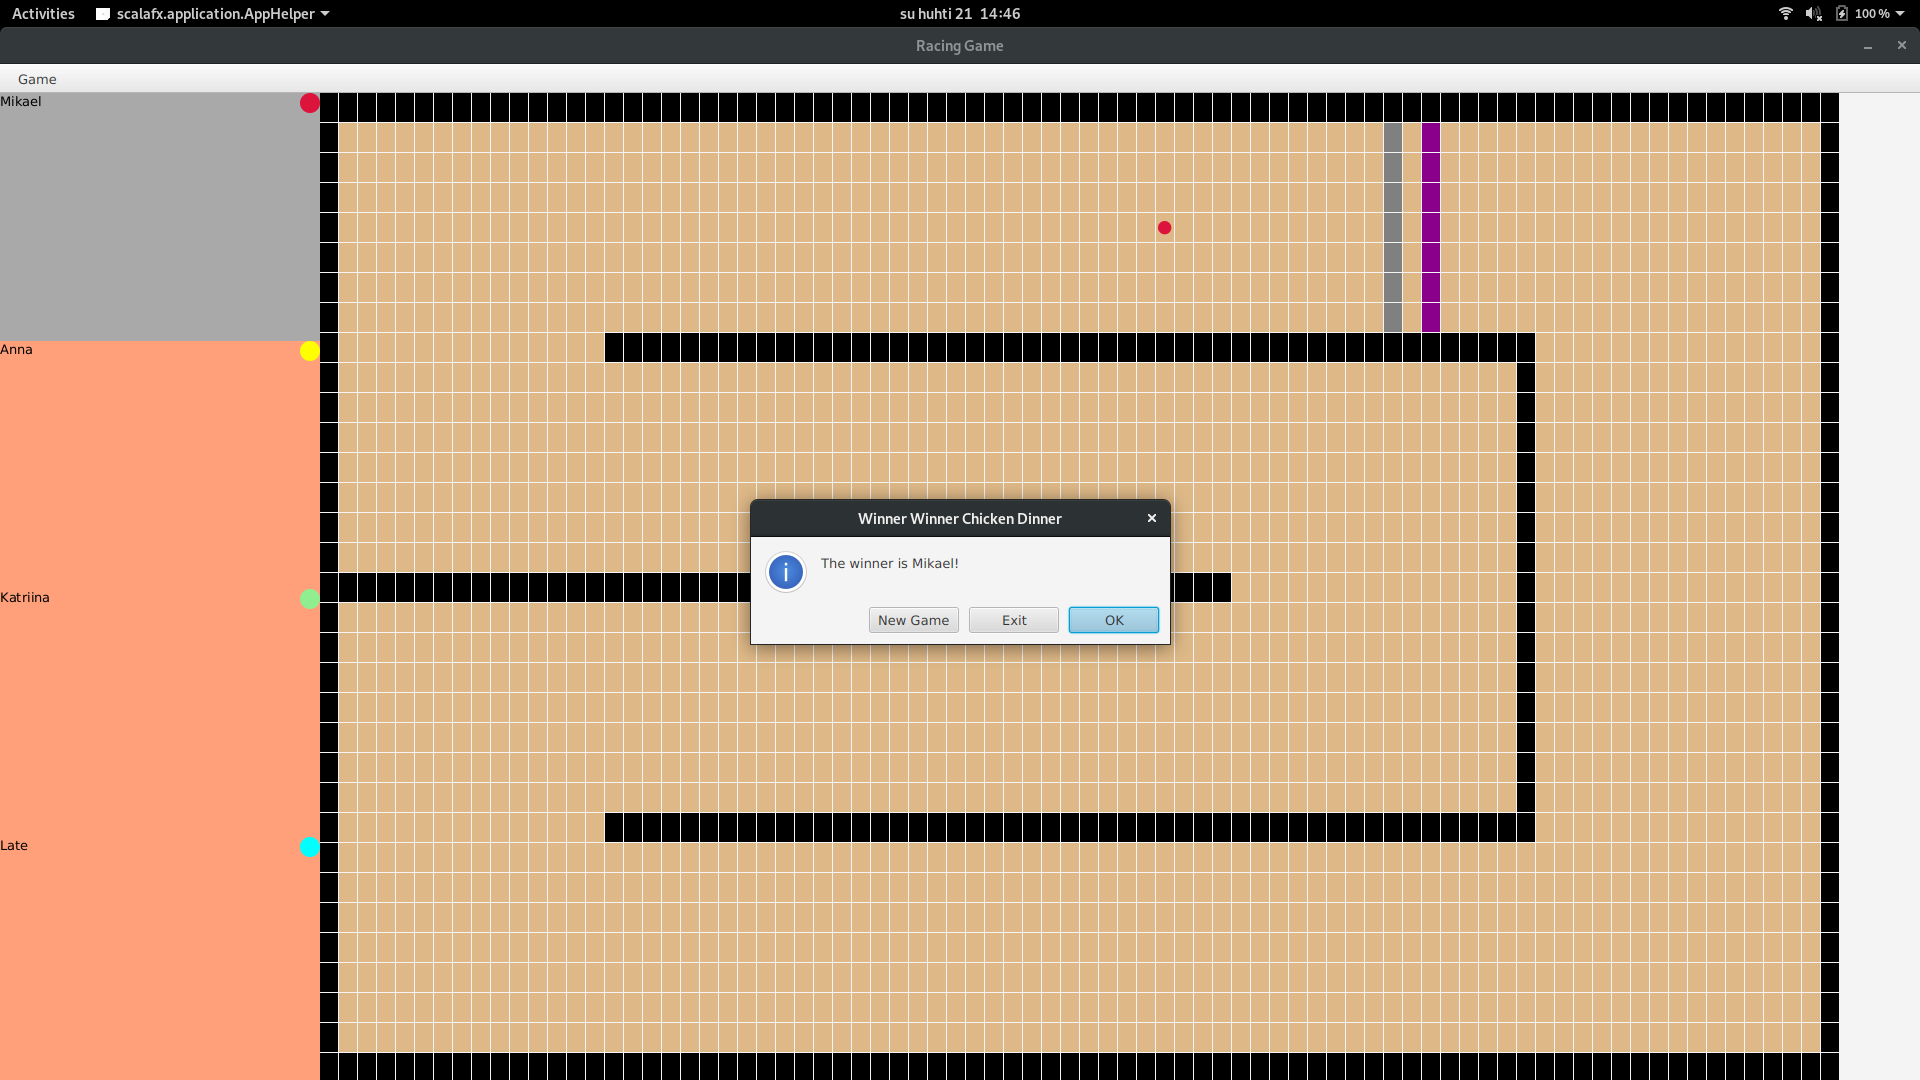 Activities scalafx.application.AppHelper su huhti 21 14:46 100 %
Racing Game
Game
Mikael
Anna
Katriina
Late
Winner Winner Chicken Dinner
The winner is Mikael!
New Game Exit OK